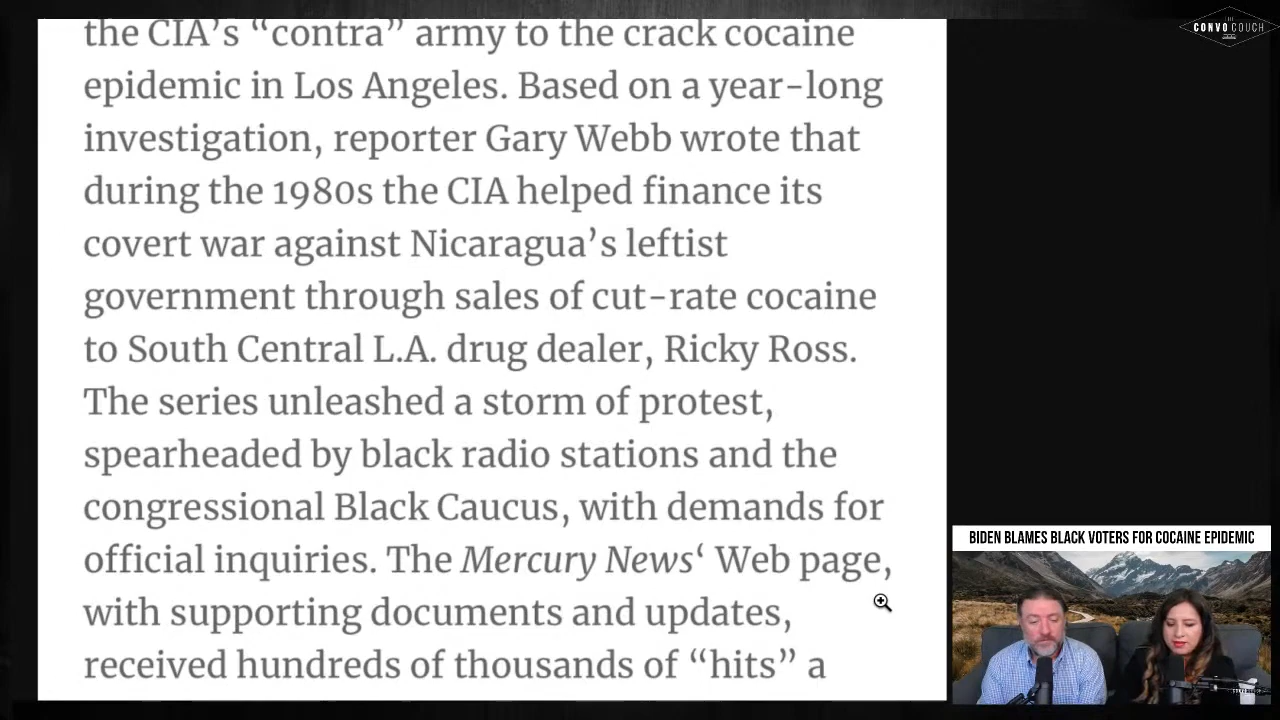 the CIA’s “contra” army to the crack cocaine
epidemic in Los Angeles. Based on a year-long
investigation, reporter Gary Webb wrote that
during the 1980s the CIA helped finance its
covert war against Nicaragua’s leftist
government through sales of cut-rate cocaine
to South Central L.A. drug dealer, Ricky Ross.
The series unleashed a storm of protest,
spearheaded by black radio stations and the
congressional Black Caucus, with demands for
official inquiries. The Mercury News‘ Web page,
with supporting documents and updates,
received hundreds of thousands of “hits” a
THE
CONVO COUCH
BIDEN BLAMES BLACK VOTERS FOR COCAINE EPIDEMIC